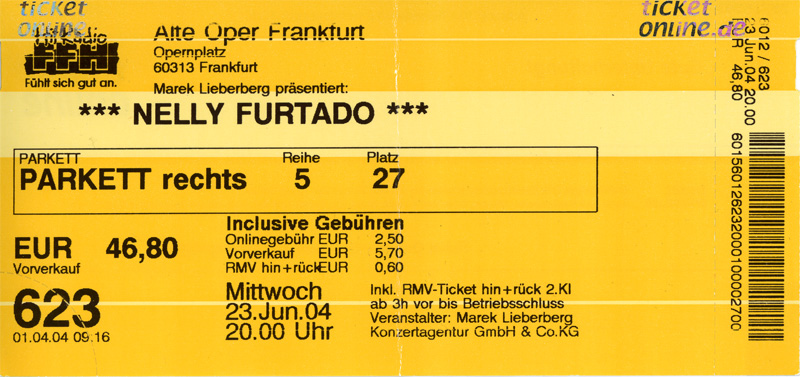 ticket
online
Hit Radio
FFH
Fühlt sich gut an.
Alte Oper Frankfurt
Opernplatz
60313 Frankfurt
Marek Lieberberg präsentiert:
*** NELLY FURTADO ***
PARKETT Reihe Platz
PARKETT rechts 5 27
EUR 46,80
Vorverkauf
Inclusive Gebühren
Onlinegebühr EUR 2,50
Vorverkauf EUR 5,70
RMV hin+rück EUR 0,60
623
01.04.04 09.16
Mittwoch
23.Jun.04
20.00 Uhr
Inkl. RMV-Ticket hin+rück 2.Kl
ab 3h vor bis Betriebsschluss
Veranstalter: Marek Lieberberg
Konzertagentur GmbH & Co.KG
ticket
online.de
6012 / 623
23.Jun.04 20.00
EUR 46,80
6015601262320001000002700